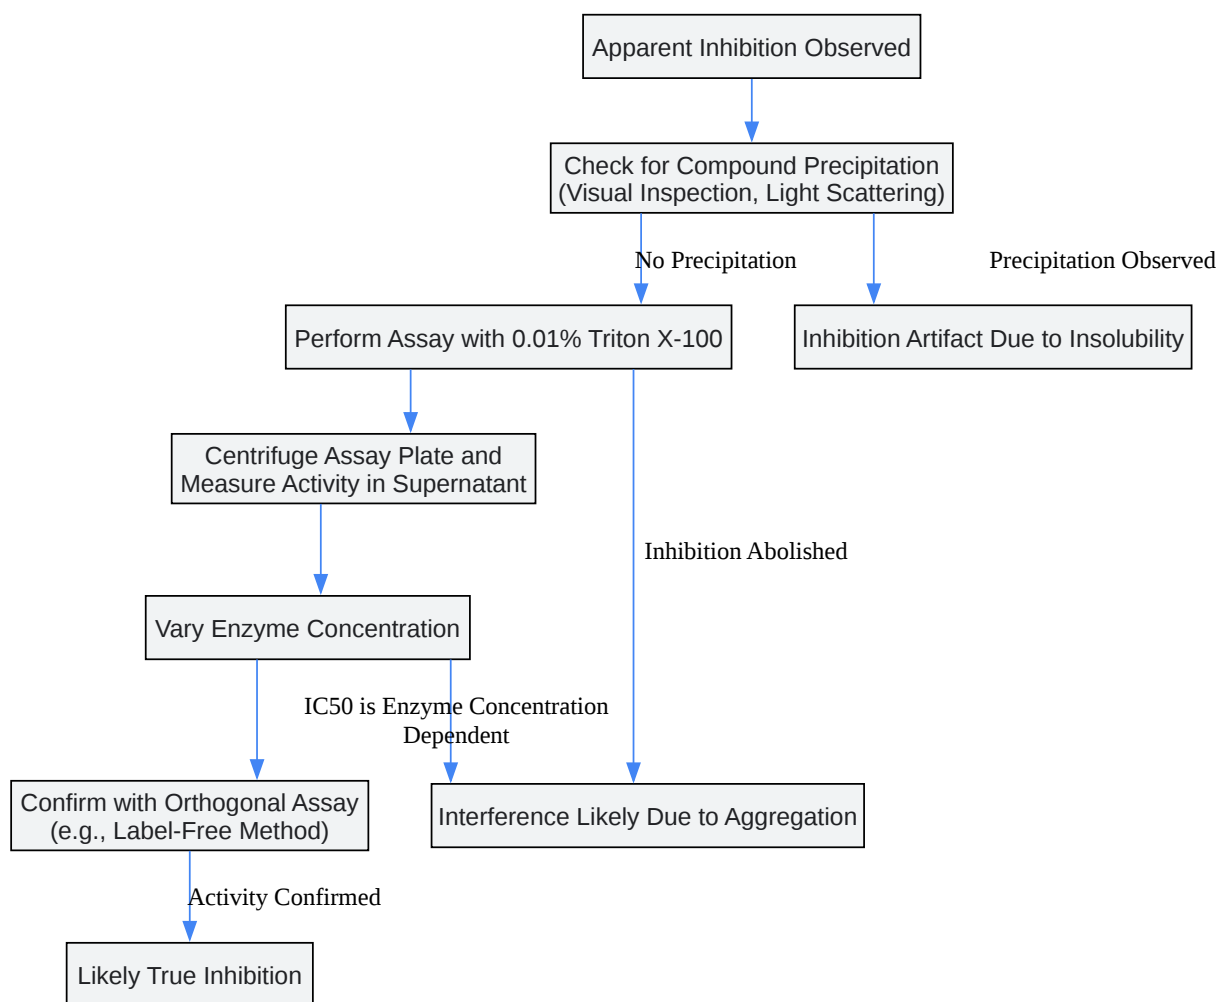 Apparent Inhibition Observed
Check for Compound Precipitation
(Visual Inspection, Light Scattering)
No Precipitation
Precipitation Observed
Perform Assay with 0.01% Triton X-100
Inhibition Artifact Due to Insolubility
Centrifuge Assay Plate and
Measure Activity in Supernatant
Inhibition Abolished
Vary Enzyme Concentration
IC50 is Enzyme Concentration
Dependent
Confirm with Orthogonal Assay
(e.g., Label-Free Method)
Interference Likely Due to Aggregation
Activity Confirmed
Likely True Inhibition